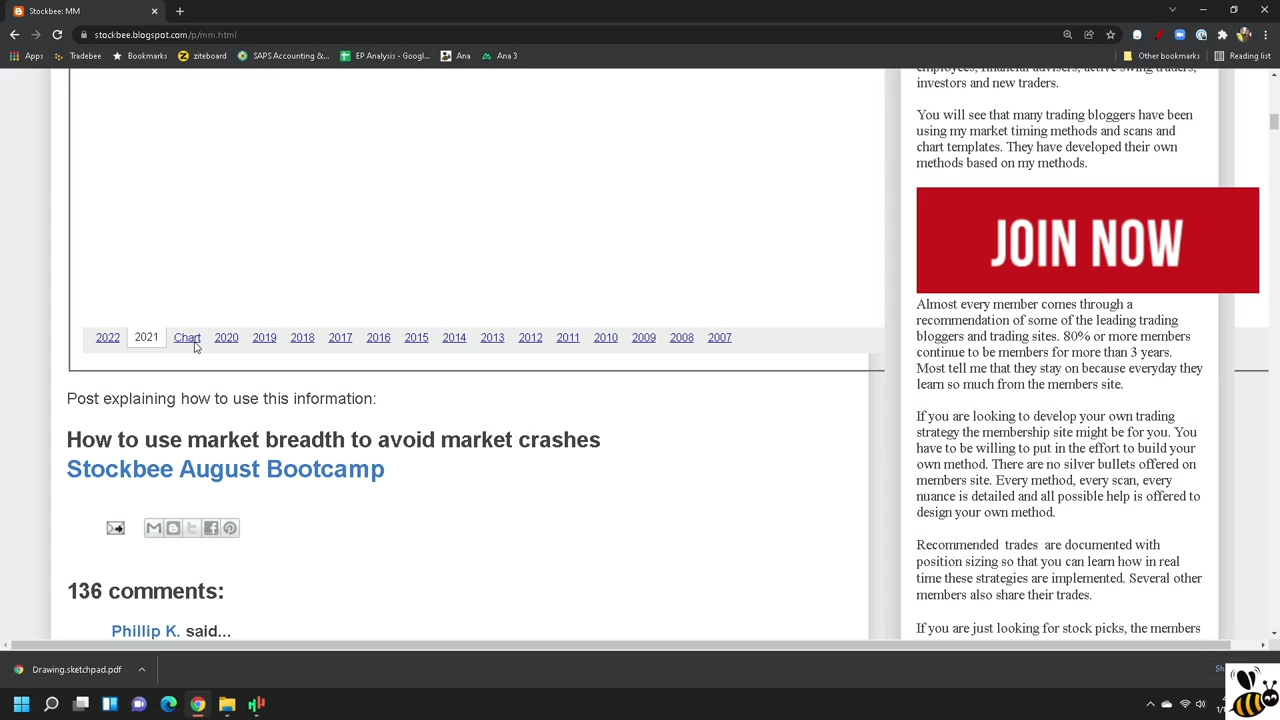 Stockbee: MM
stockbee.blogspot.com/p/mm.html
Apps Tradebee Bookmarks ziteboard SAPS Accounting &... EP Analysis - Googl... Ana Ana 3 Other bookmarks Reading list
employees, financial advisers, active swing traders,
investors and new traders.
You will see that many trading bloggers have been
using my market timing methods and scans and
chart templates. They have developed their own
methods based on my methods.
JOIN NOW
Almost every member comes through a
recommendation of some of the leading trading
bloggers and trading sites. 80% or more members
continue to be members for more than 3 years.
Most tell me that they stay on because everyday they
learn so much from the members site.
If you are looking to develop your own trading
strategy the membership site might be for you. You
have to be willing to put in the effort to build your
own method. There are no silver bullets offered on
members site. Every method, every scan, every
nuance is detailed and all possible help is offered to
design your own method.
Recommended trades are documented with
position sizing so that you can learn how in real
time these strategies are implemented. Several other
members also share their trades.
If you are just looking for stock picks, the members
2022 2021 Chart 2020 2019 2018 2017 2016 2015 2014 2013 2012 2011 2010 2009 2008 2007
Post explaining how to use this information:
How to use market breadth to avoid market crashes
Stockbee August Bootcamp
136 comments:
Phillip K. said...
Drawing.sketchpad.pdf